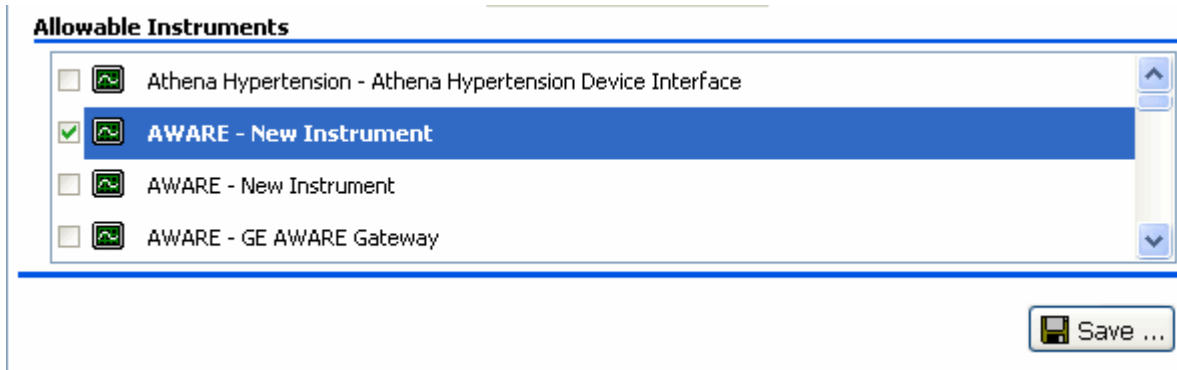 Allowable Instruments
Athena Hypertension - Athena Hypertension Device Interface
AWARE - New Instrument
AWARE - New Instrument
AWARE - GE AWARE Gateway
Save ...